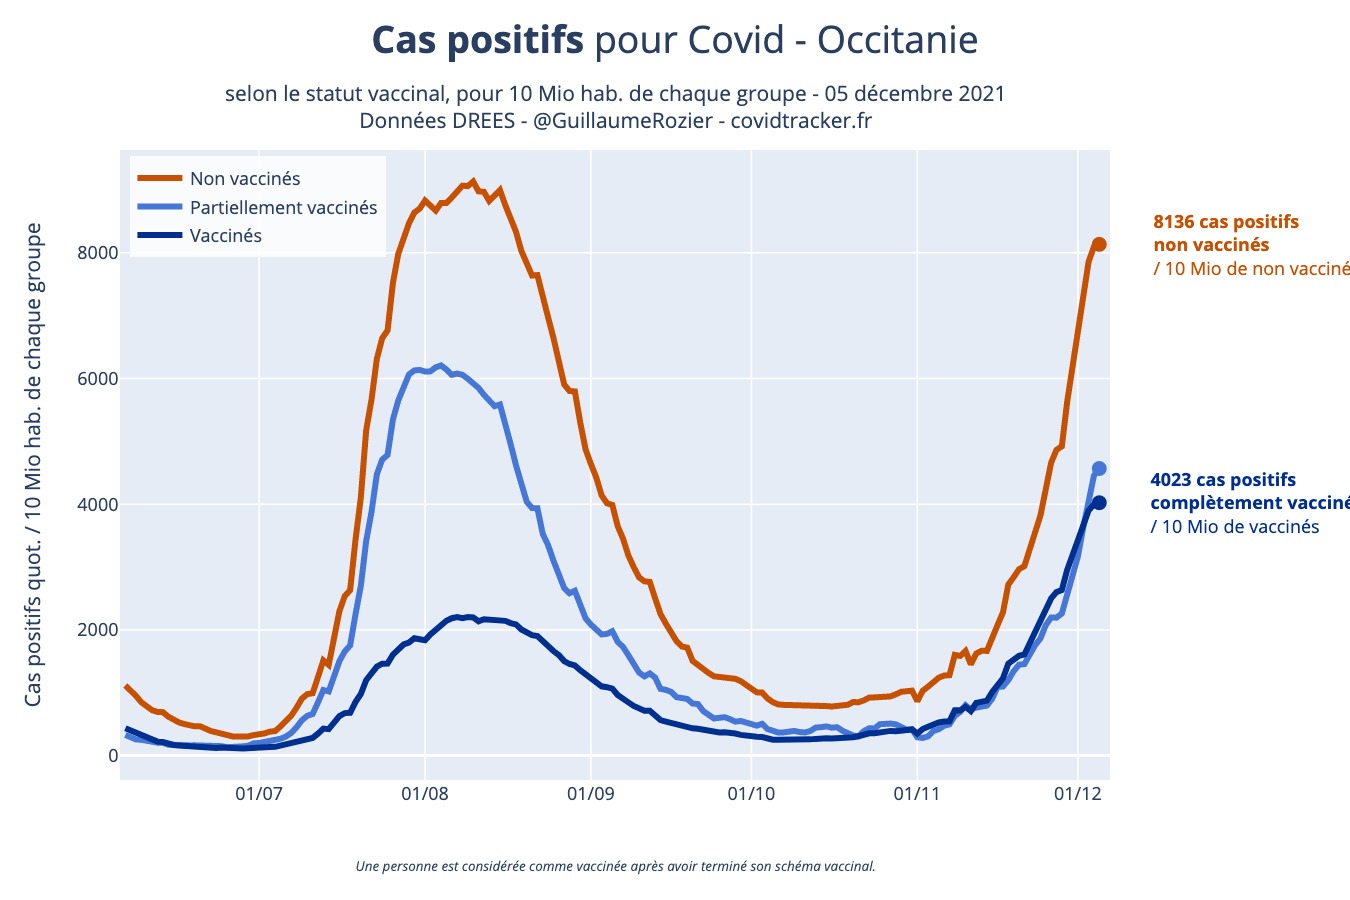 Cas positifs pour Covid - Occitanie
selon le statut vaccinal, pour 10 Mio hab. de chaque groupe - 05 décembre 2021
Données DREES - @GuillaumeRozier - covidtracker.fr
Non vaccinés
Partiellement vaccinés
Vaccinés
Cas positifs quot. / 10 Mio hab. de chaque groupe
8000
6000
4000
2000
0
01/07
01/08
01/09
01/10
01/11
01/12
8136 cas positifs
non vaccinés
/ 10 Mio de non vacciné
4023 cas positifs
complètement vacciné
/ 10 Mio de vaccinés
Une personne est considérée comme vaccinée après avoir terminé son schéma vaccinal.